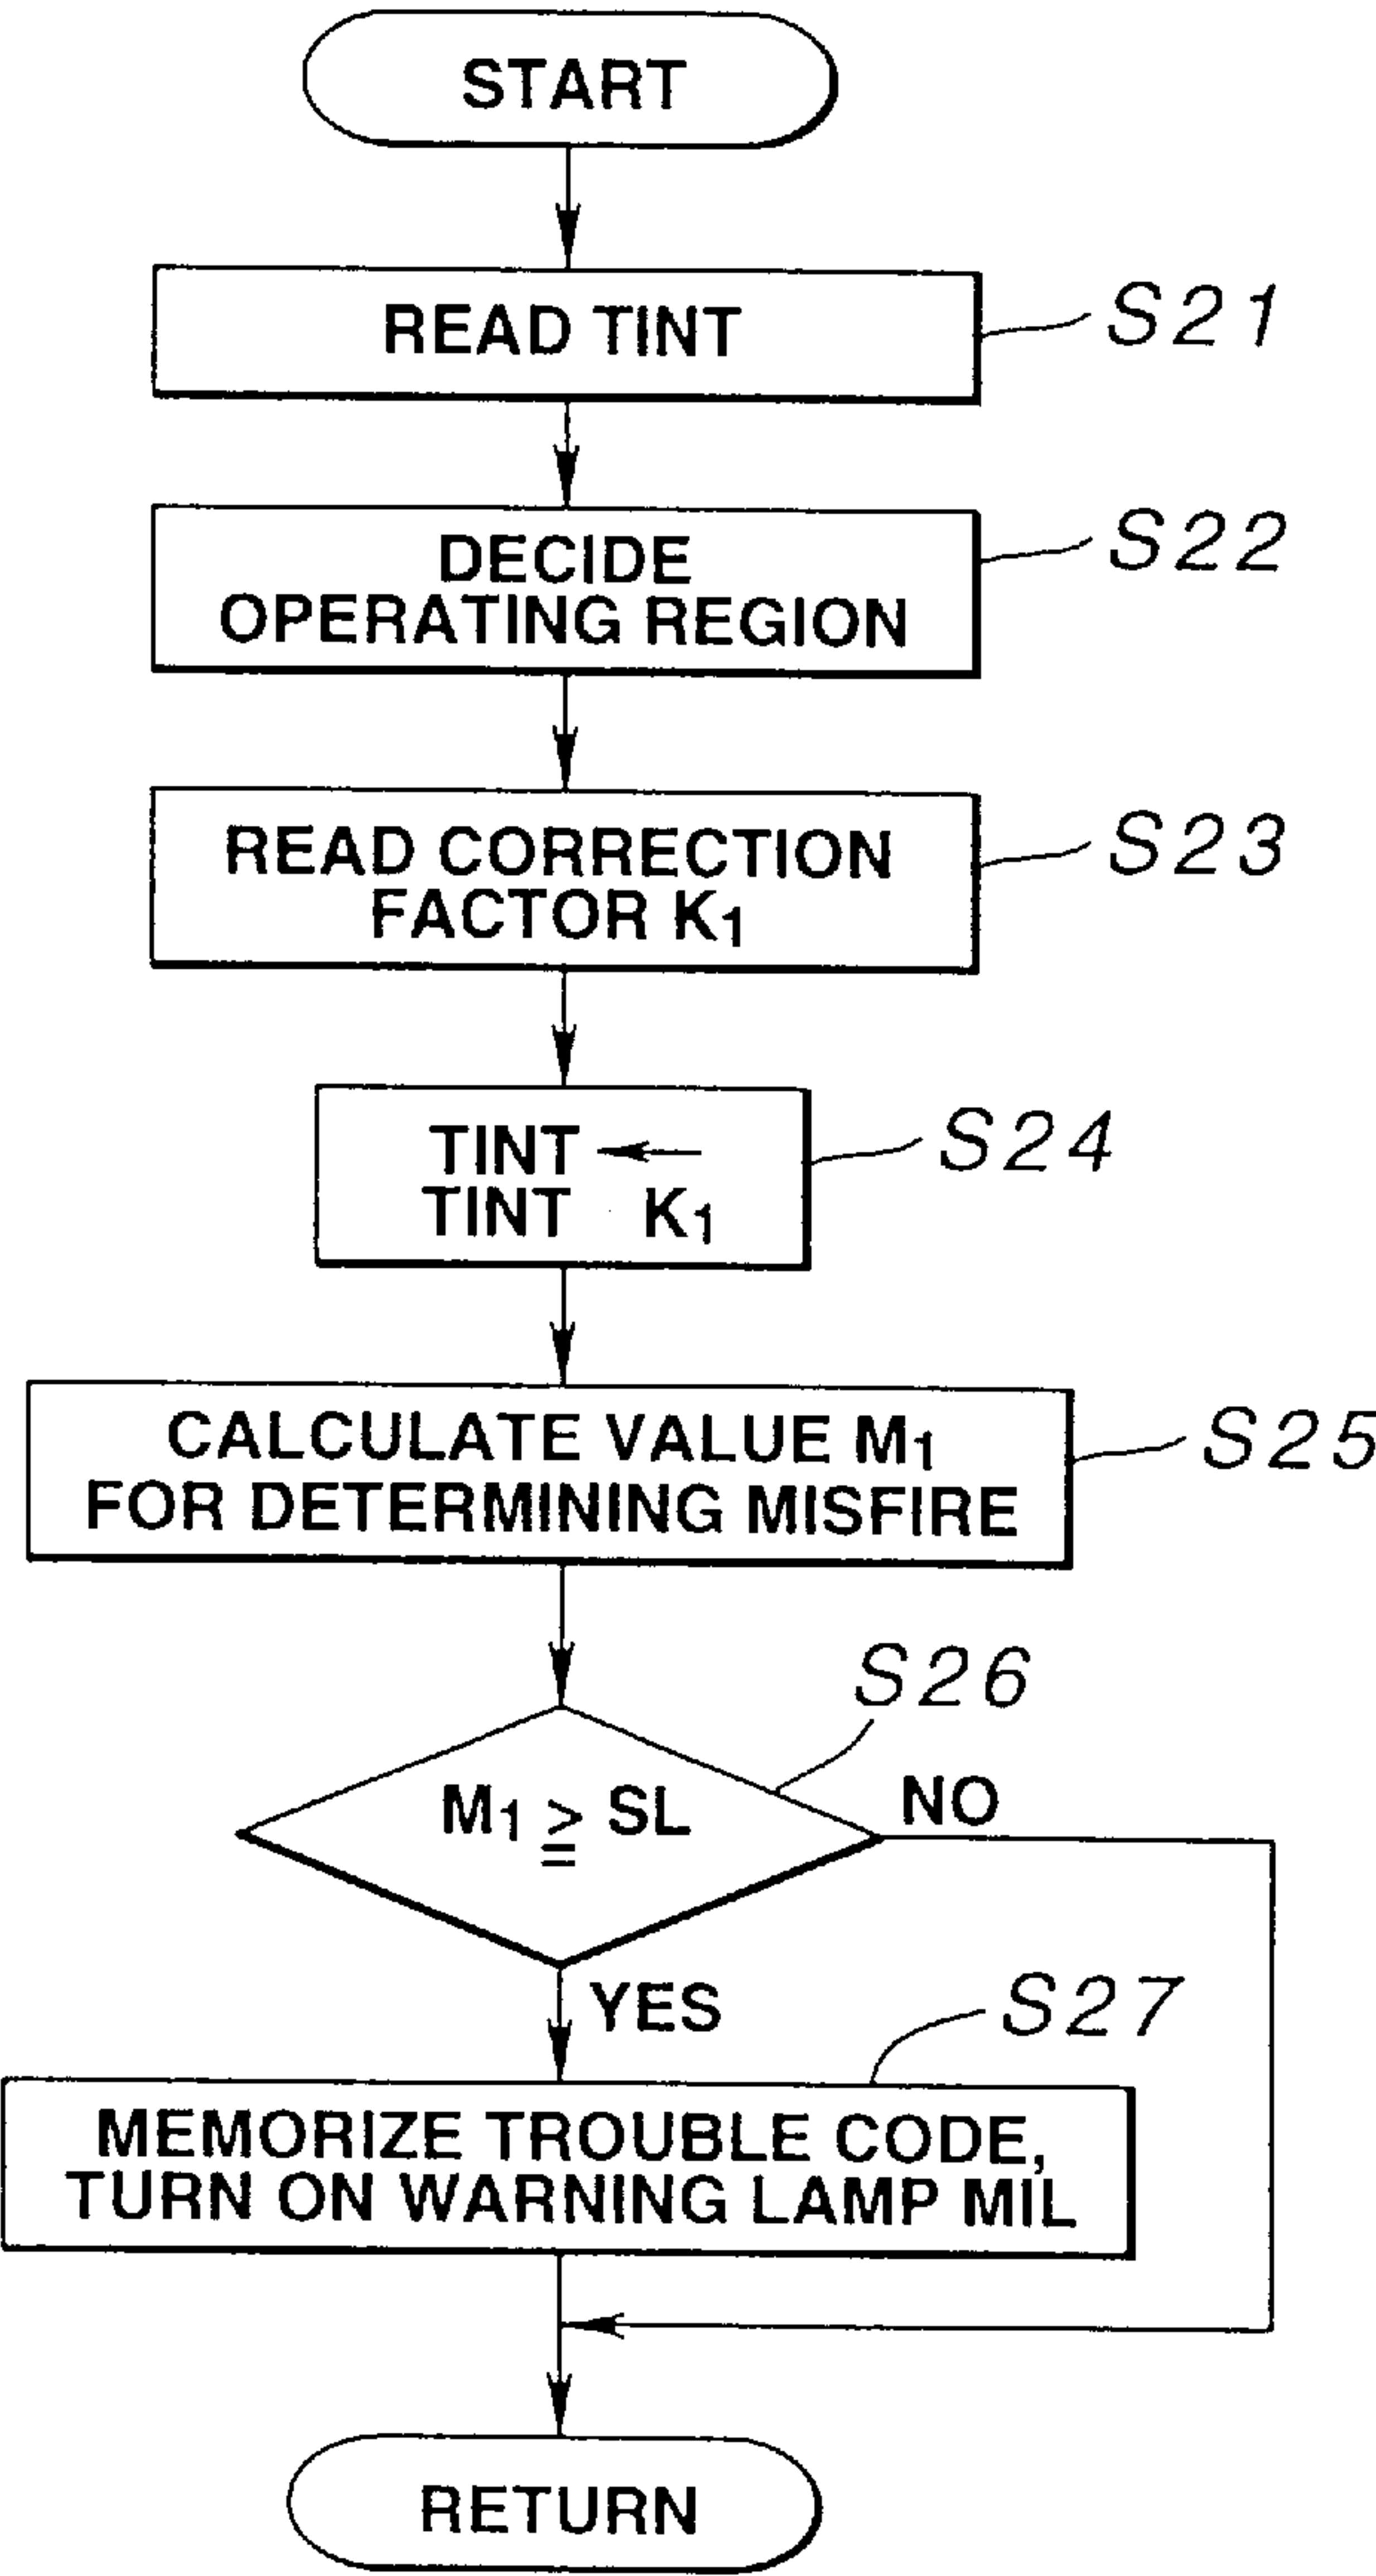 START
READ TINT
S21
DECIDE
OPERATING REGION
S22
READ CORRECTION
FACTOR K1
S23
TINT ←
TINT K1
S24
CALCULATE VALUE M1
FOR DETERMINING MISFIRE
S25
S26
M1 ≧ SL
NO
YES
S27
MEMORIZE TROUBLE CODE,
TURN ON WARNING LAMP MIL
RETURN